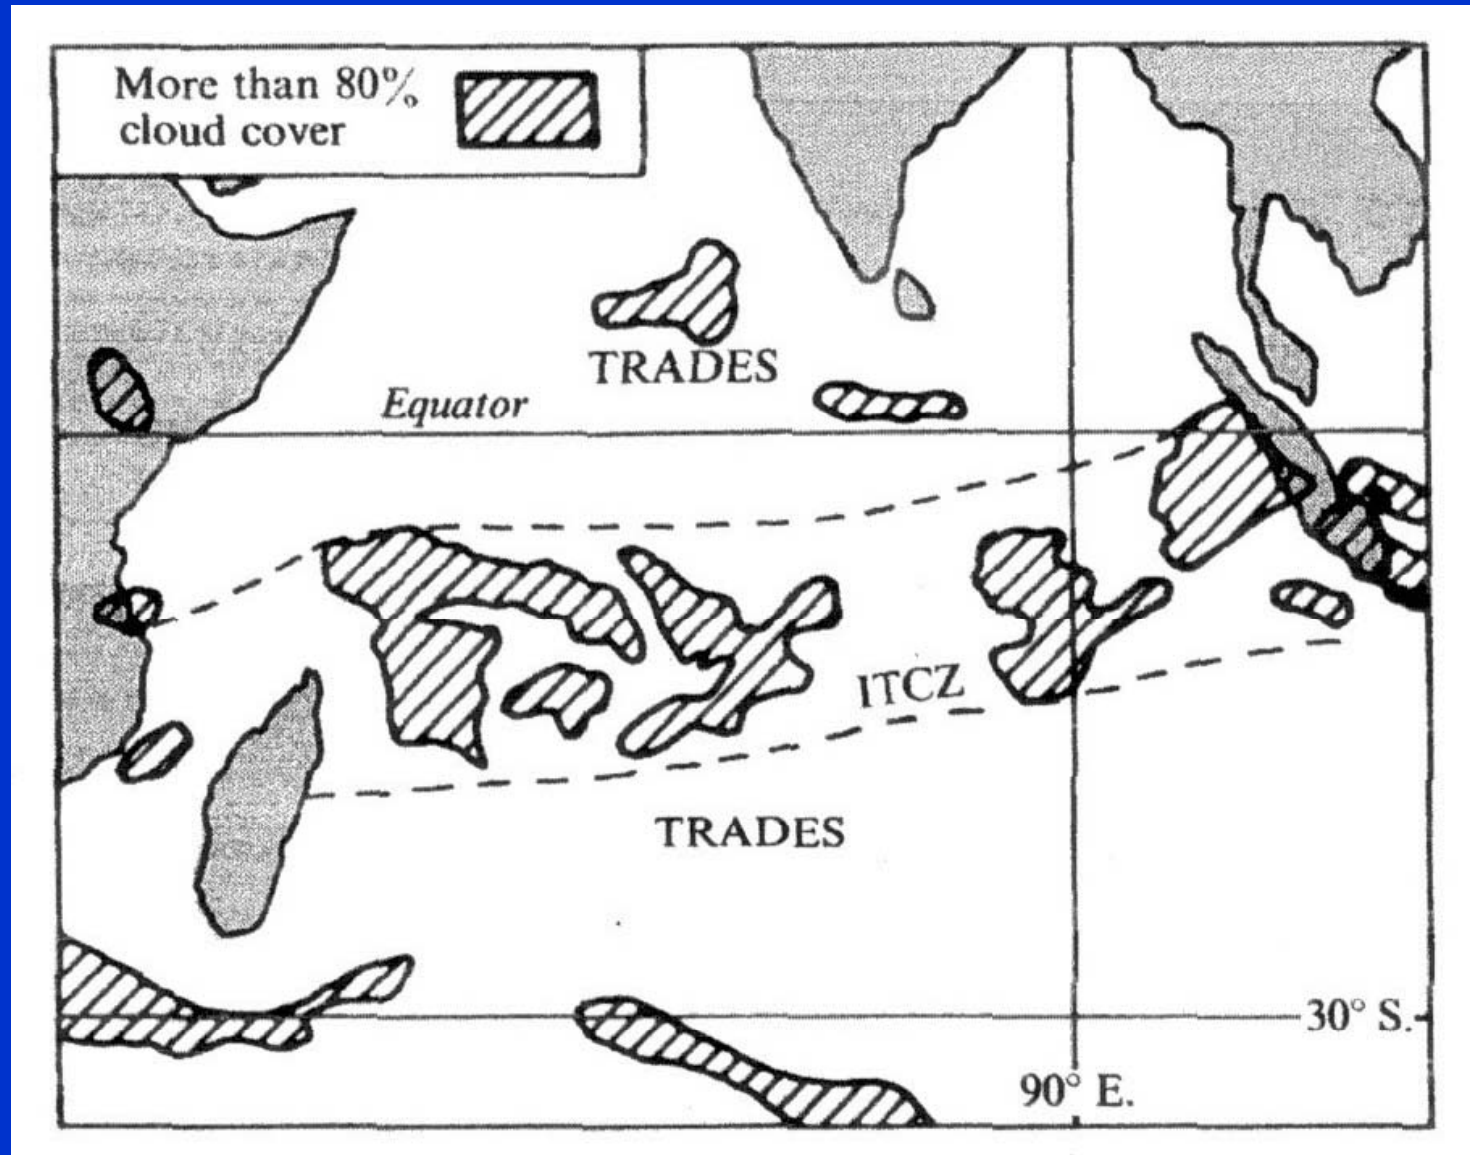 More than 80%
cloud cover
TRADES
Equator
ITCZ
TRADES
30° S.
90° E.